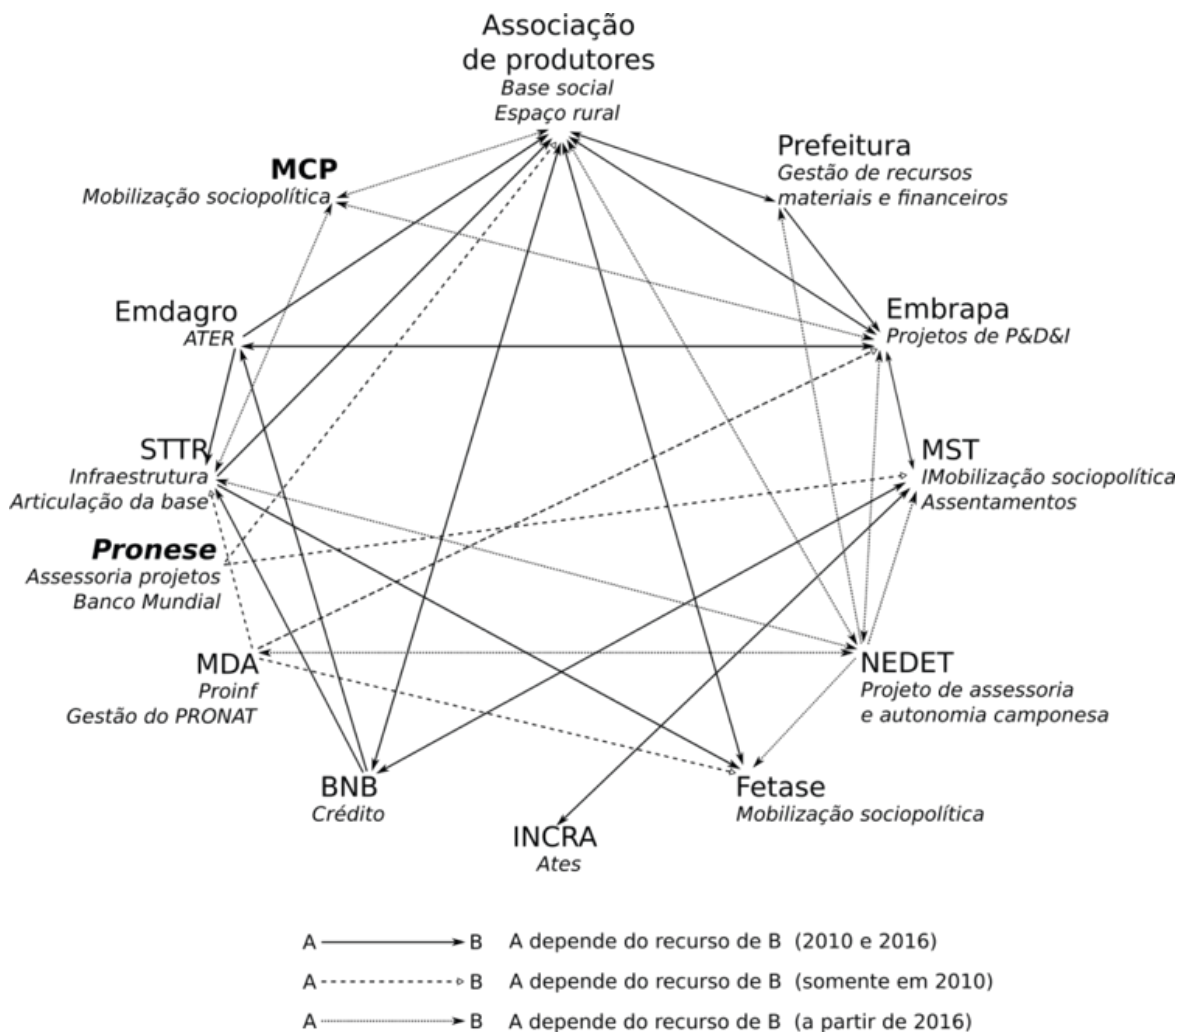 Associação
de produtores
Base social
Espaço rural
MCP
Mobilização sociopolítica
Prefeitura
Gestão de recursos
materiais e financeiros
Emdagro
ATER
Embrapa
Projetos de P&D&I
STTR
Infraestrutura
Articulação da base
MST
IMobilização sociopolítica
Assentamentos
Pronese
Assessoria projetos
Banco Mundial
MDA
Proinf
Gestão do PRONAT
NEDET
Projeto de assessoria
e autonomia camponesa
BNB
Crédito
Fetase
Mobilização sociopolítica
INCRA
Ates
A B A depende do recurso de B (2010 e 2016)
A B A depende do recurso de B (somente em 2010)
A B A depende do recurso de B (a partir de 2016)